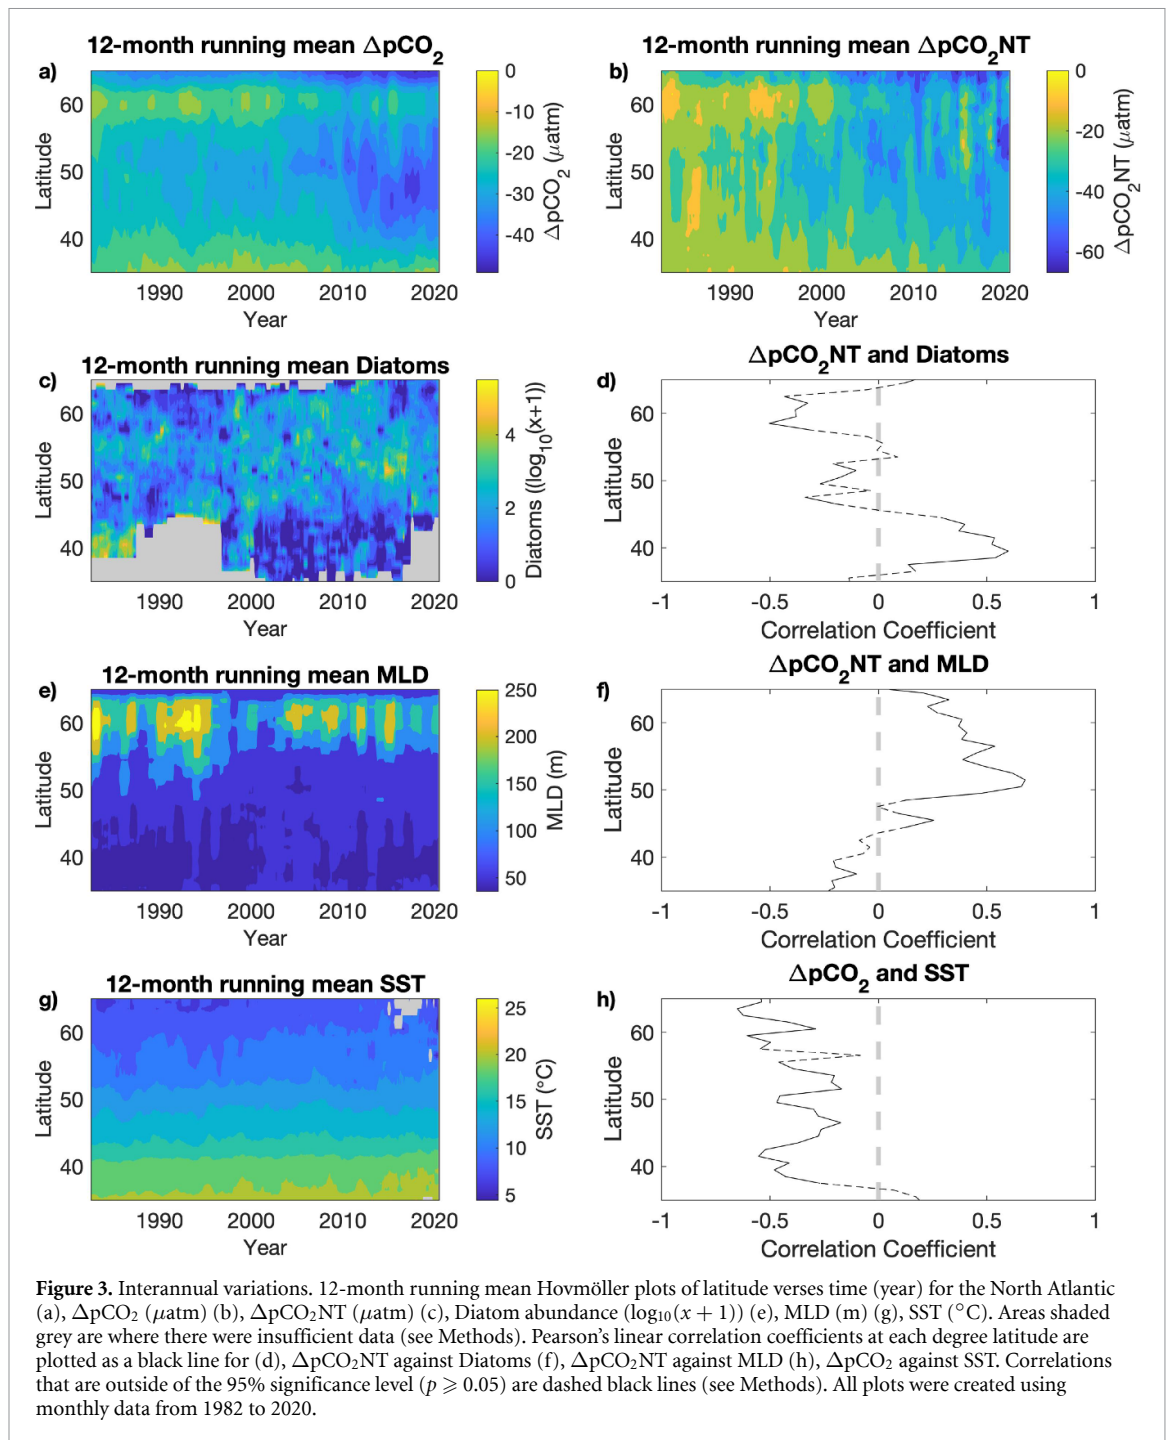 12-month running mean ΔpCO2
a)
60
50
40
Latitude
1990 2000 2010 2020
Year
0
-10
-20
-30
-40
ΔpCO2 (μatm)
12-month running mean ΔpCO2NT
b)
60
50
40
Latitude
1990 2000 2010 2020
Year
0
-20
-40
-60
ΔpCO2NT (μatm)
12-month running mean Diatoms
c)
60
50
40
Latitude
1990 2000 2010 2020
Year
4
2
0
Diatoms ((log10(x+1))
ΔpCO2NT and Diatoms
d)
60
50
40
Latitude
-1 -0.5 0 0.5 1
Correlation Coefficient
12-month running mean MLD
e)
60
50
40
Latitude
1990 2000 2010 2020
Year
250
200
150
100
50
MLD (m)
ΔpCO2NT and MLD
f)
60
50
40
Latitude
-1 -0.5 0 0.5 1
Correlation Coefficient
12-month running mean SST
g)
60
50
40
Latitude
1990 2000 2010 2020
Year
25
20
15
10
5
SST (°C)
ΔpCO2 and SST
h)
60
50
40
Latitude
-1 -0.5 0 0.5 1
Correlation Coefficient
Figure 3. Interannual variations. 12-month running mean Hovmöller plots of latitude verses time (year) for the North Atlantic
(a), ΔpCO2 (μatm) (b), ΔpCO2NT (μatm) (c), Diatom abundance (log10(x + 1)) (e), MLD (m) (g), SST (°C). Areas shaded
grey are where there were insufficient data (see Methods). Pearson's linear correlation coefficients at each degree latitude are
plotted as a black line for (d), ΔpCO2NT against Diatoms (f), ΔpCO2NT against MLD (h), ΔpCO2 against SST. Correlations
that are outside of the 95% significance level (p ⩾ 0.05) are dashed black lines (see Methods). All plots were created using
monthly data from 1982 to 2020.